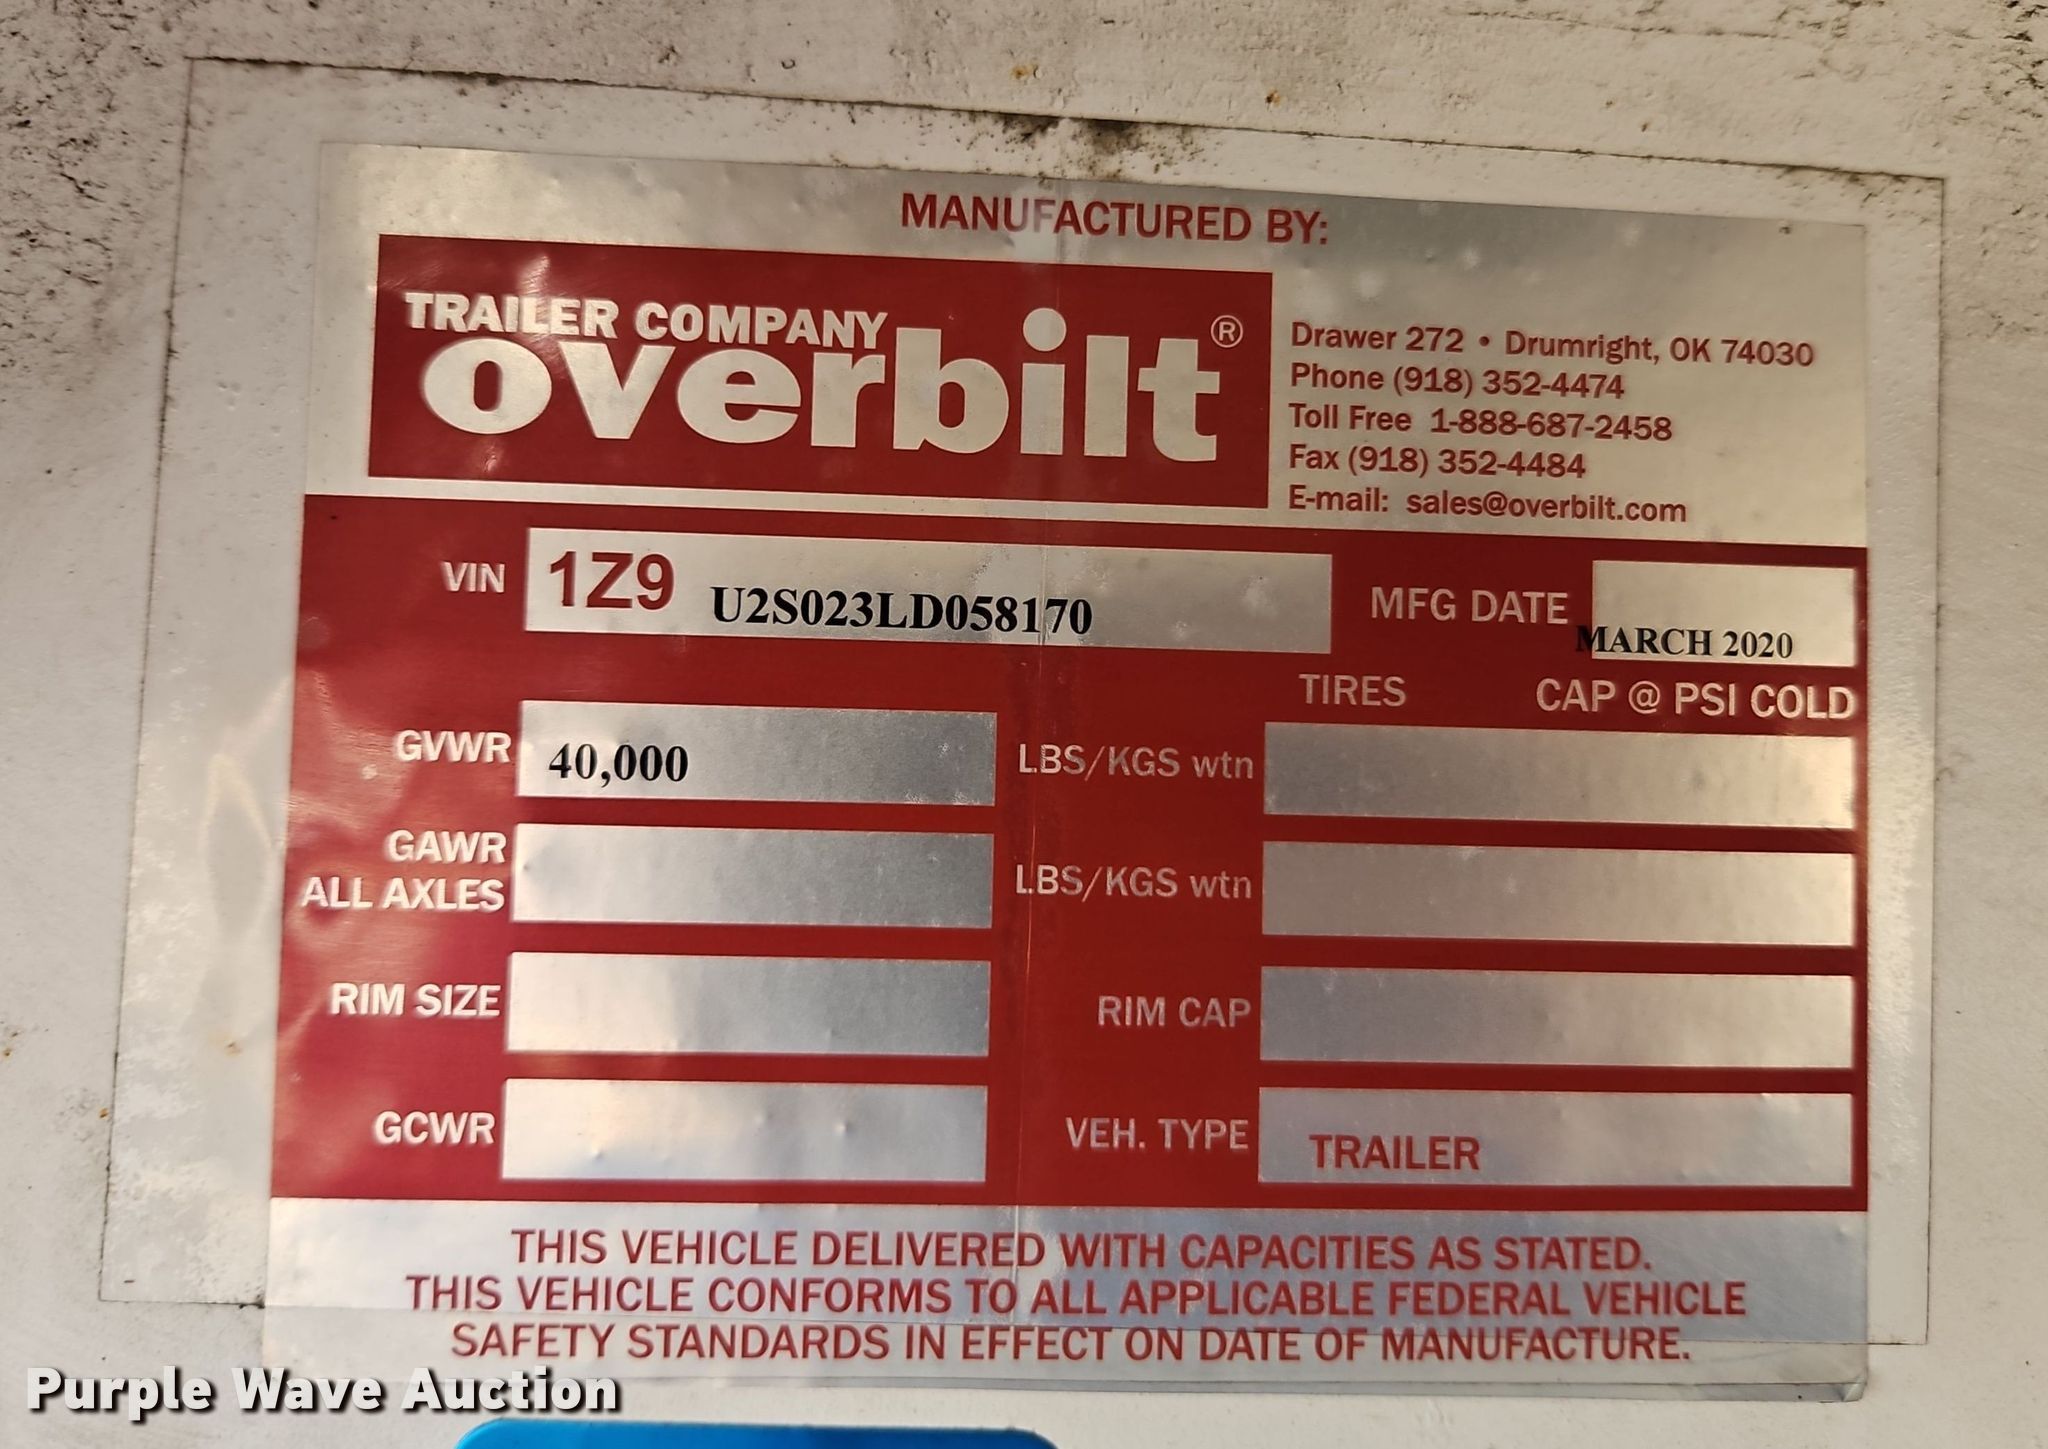 MANUFACTURED BY:
TRAILER COMPANY
overbilt®
Drawer 272 • Drumright, OK 74030
Phone (918) 352-4474
Toll Free 1-888-687-2458
Fax (918) 352-4484
E-mail: sales@overbilt.com
VIN 1Z9 U2S023LD058170 MFG DATE MARCH 2020
TIRES CAP @ PSI COLD
GVWR 40,000 LBS/KGS wtn
GAWR
ALL AXLES LBS/KGS wtn
RIM SIZE RIM CAP
GCWR VEH. TYPE TRAILER
THIS VEHICLE DELIVERED WITH CAPACITIES AS STATED.
THIS VEHICLE CONFORMS TO ALL APPLICABLE FEDERAL VEHICLE
SAFETY STANDARDS IN EFFECT ON DATE OF MANUFACTURE.
Purple Wave Auction